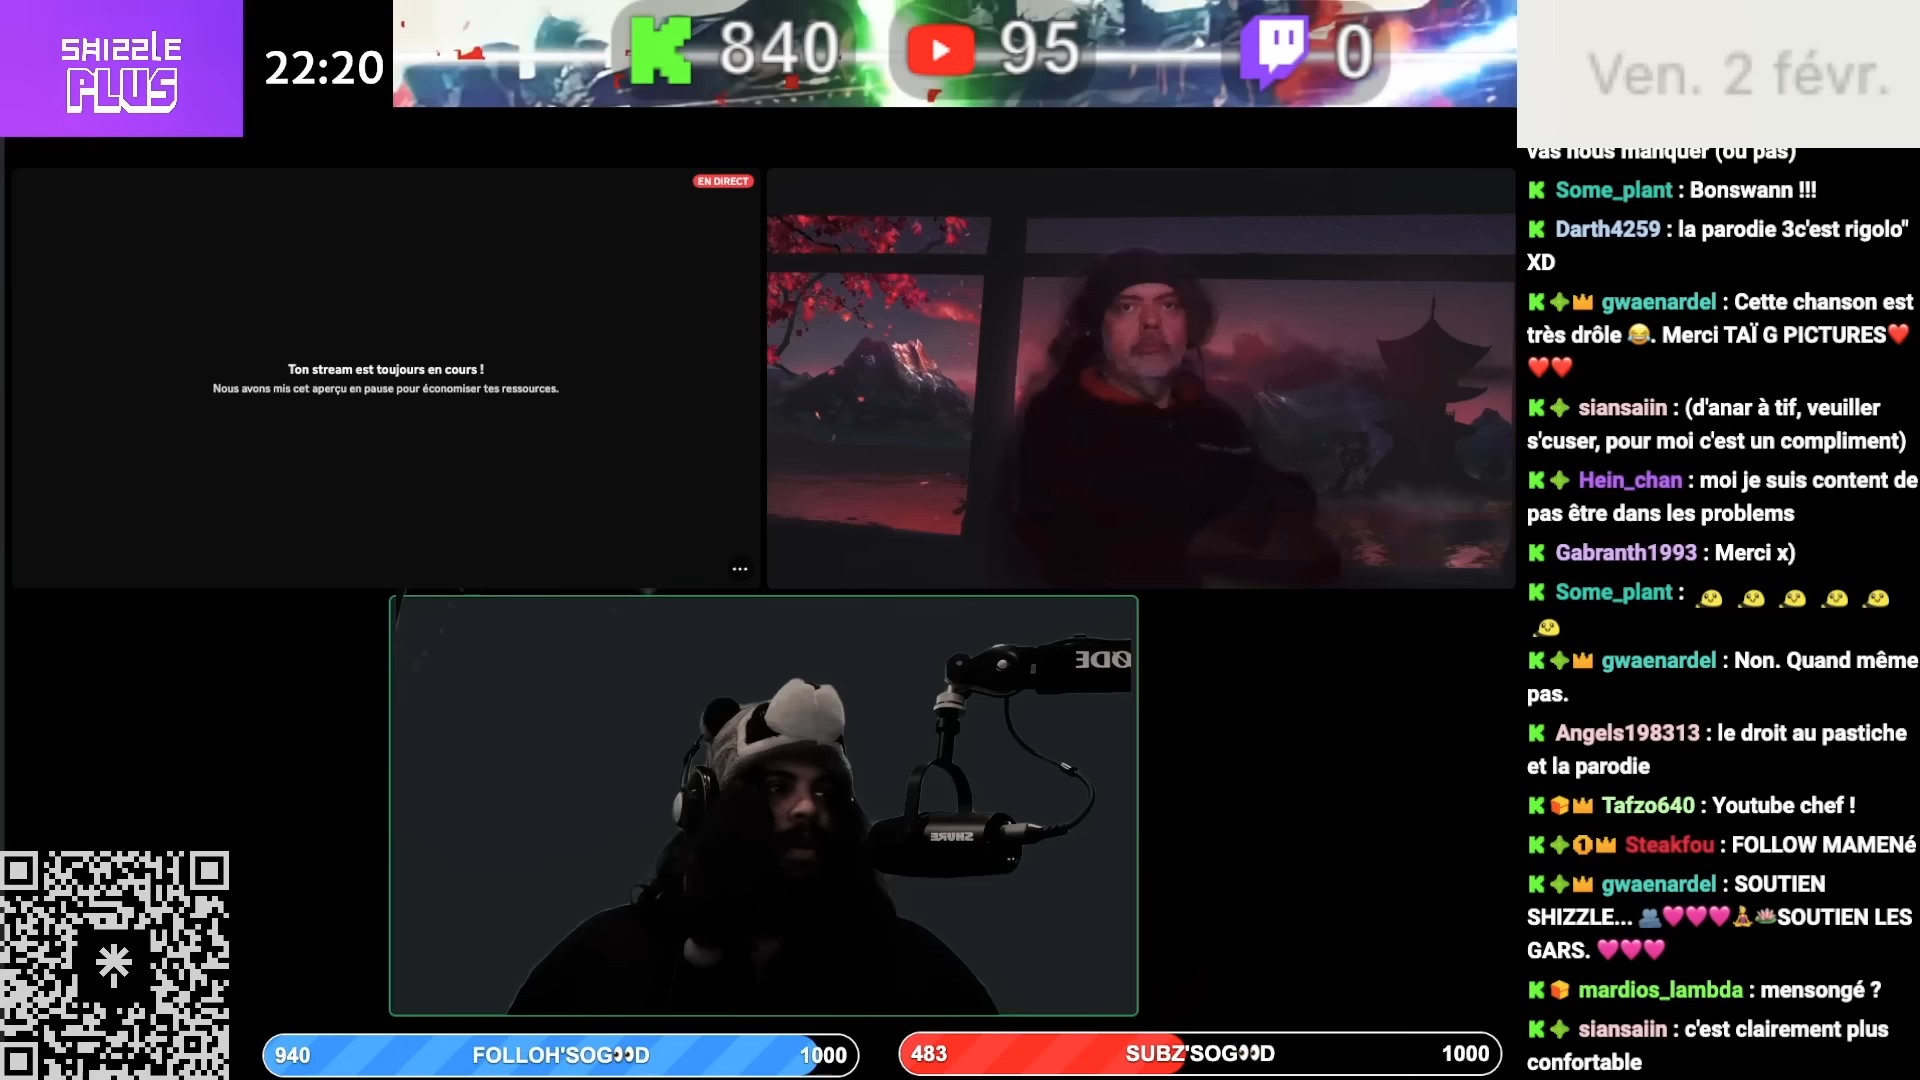 SHIZZLE
PLUS
22:20
840
95
0
Ven. 2 févr.
EN DIRECT
Ton stream est toujours en cours !
Nous avons mis cet aperçu en pause pour économiser tes ressources.
RØDE
SHURE
vas nous manquer (ou pas)
Some_plant : Bonswann !!!
Darth4259 : la parodie 3c'est rigolo"
XD
gwaenardel : Cette chanson est
très drôle 😂. Merci TAÏ G PICTURES❤️
❤️❤️
siansaiin : (d'anar à tif, veuiller
s'cuser, pour moi c'est un compliment)
Hein_chan : moi je suis content de
pas être dans les problems
Gabranth1993 : Merci x)
Some_plant :
gwaenardel : Non. Quand même
pas.
Angels198313 : le droit au pastiche
et la parodie
Tafzo640 : Youtube chef !
Steakfou : FOLLOW MAMENé
gwaenardel : SOUTIEN
SHIZZLE... 🫂🩷🩷🩷🧘🪷SOUTIEN LES
GARS. 🩷🩷🩷
mardios_lambda : mensongé ?
siansaiin : c'est clairement plus
confortable
940 FOLLOH'SOG👀D 1000
483 SUBZ'SOG👀D 1000